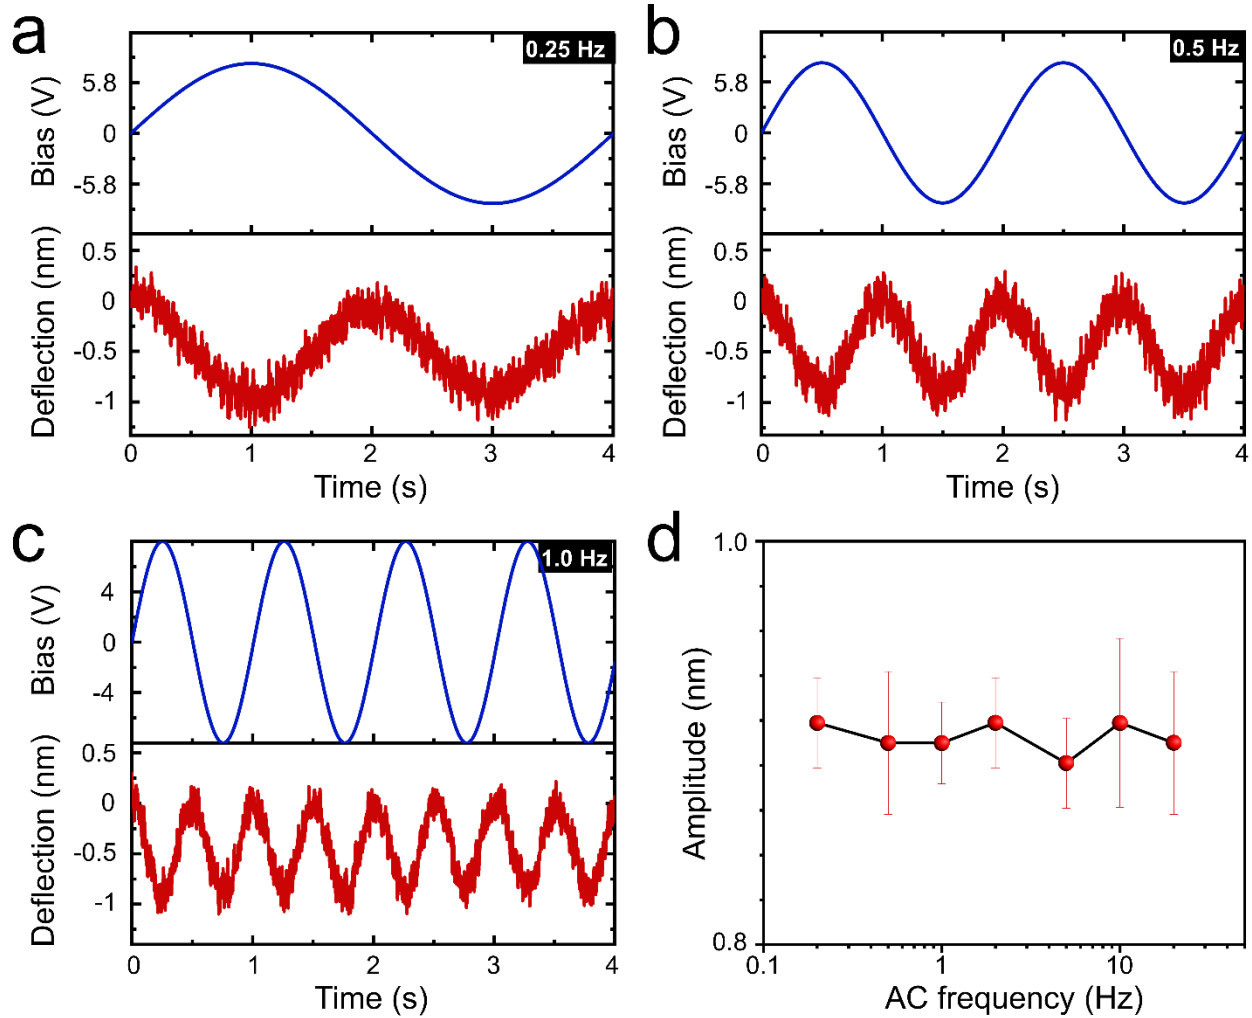 a
0.25 Hz
Bias (V)
5.8
0
-5.8
Deflection (nm)
0.5
0
-0.5
-1
0 1 2 3 4
Time (s)
b
0.5 Hz
Bias (V)
5.8
0
-5.8
Deflection (nm)
0.5
0
-0.5
-1
0 1 2 3 4
Time (s)
c
1.0 Hz
Bias (V)
4
0
-4
Deflection (nm)
0.5
0
-0.5
-1
0 1 2 3 4
Time (s)
d
1.0
Amplitude (nm)
0.8
0.1 1 10
AC frequency (Hz)